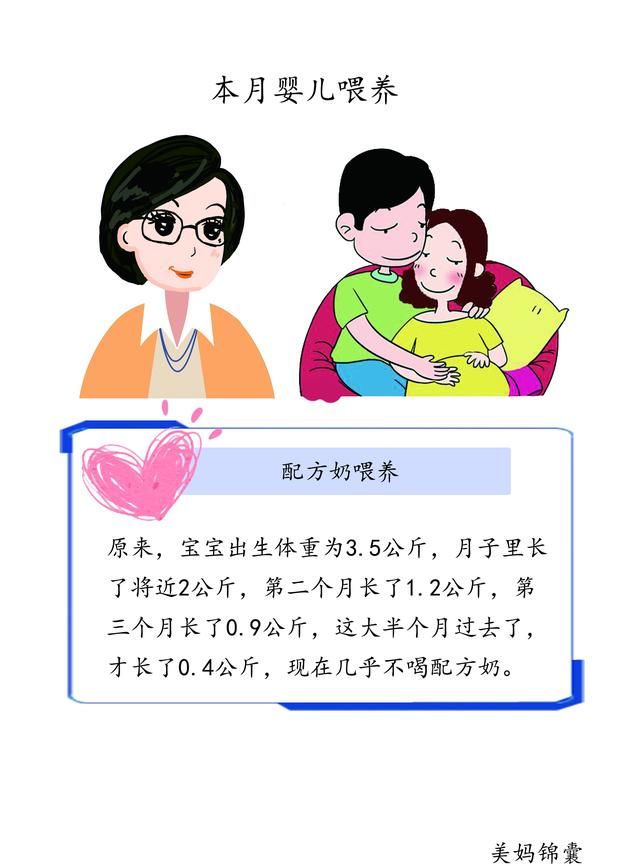 本月婴儿喂养
配方奶喂养
原来，宝宝出生体重为3.5公斤，月子里长
了将近2公斤，第二个月长了1.2公斤，第
三个月长了0.9公斤，这大半个月过去了，
才长了0.4公斤，现在几乎不喝配方奶。
美妈锦囊